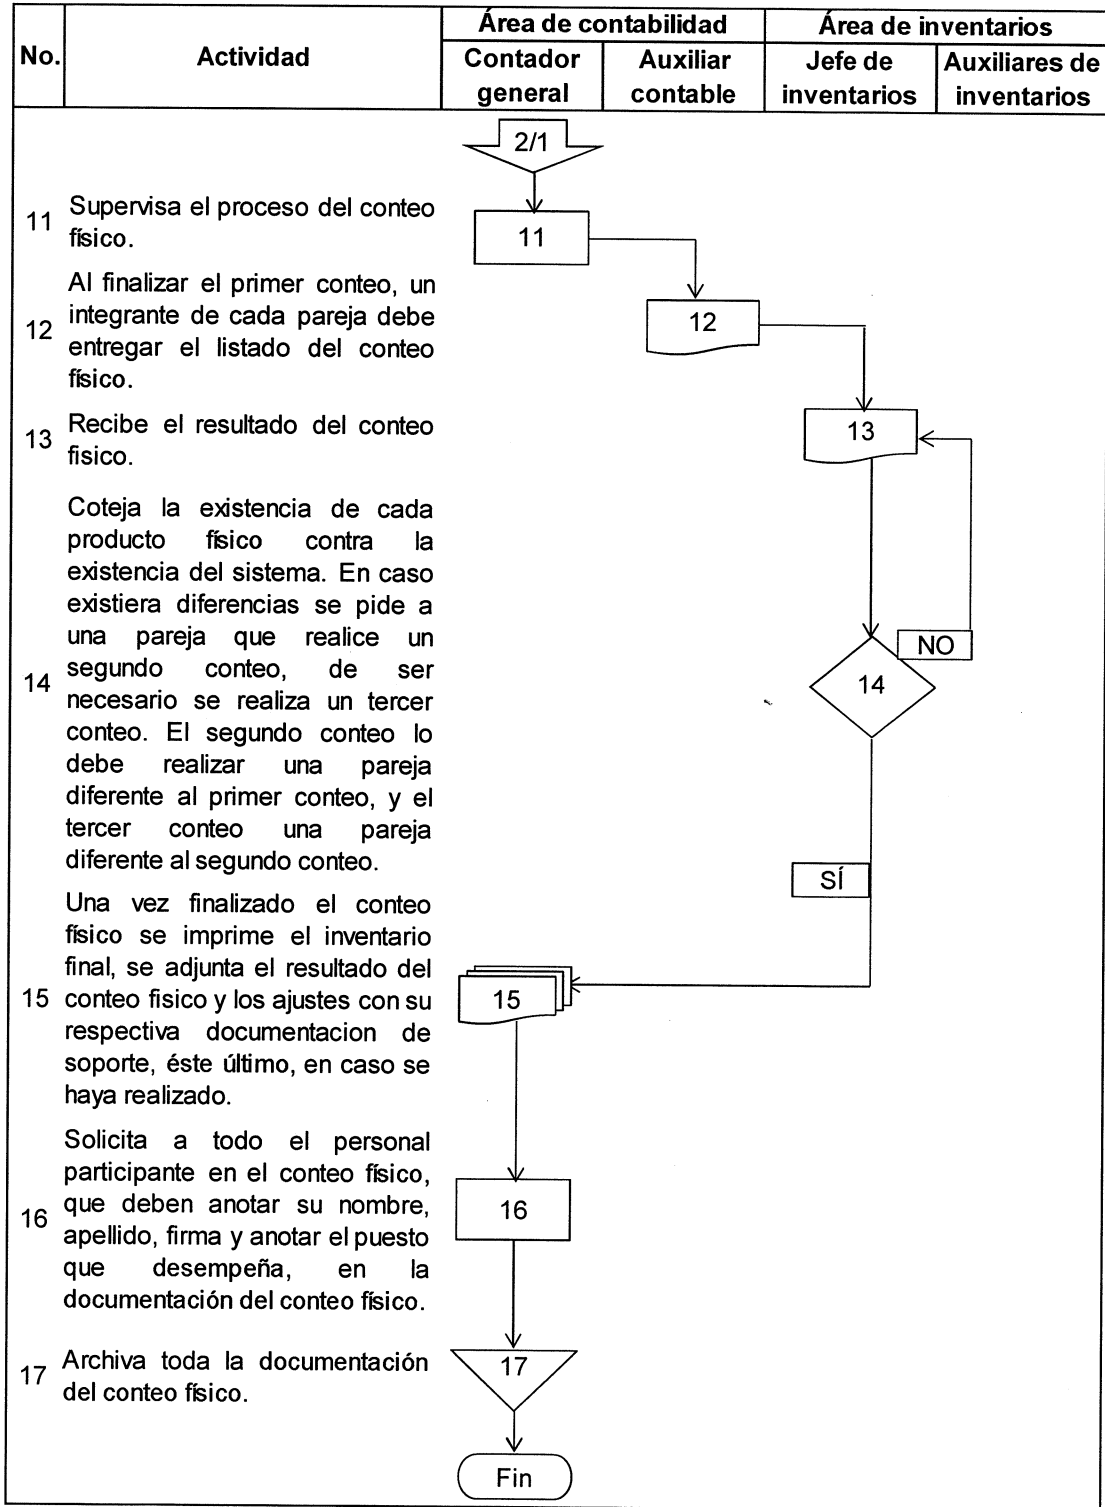 No.
Actividad
Área de contabilidad
Área de inventarios
Contador
general
Auxiliar
contable
Jefe de
inventarios
Auxiliares de
inventarios
2/1
11
Supervisa el proceso del conteo
físico.
11
12
Al finalizar el primer conteo, un
integrante de cada pareja debe
entregar el listado del conteo
físico.
12
13
Recibe el resultado del conteo
fisico.
13
14
Coteja la existencia de cada
producto físico contra la
existencia del sistema. En caso
existiera diferencias se pide a
una pareja que realice un
segundo conteo, de ser
necesario se realiza un tercer
conteo. El segundo conteo lo
debe realizar una pareja
diferente al primer conteo, y el
tercer conteo una pareja
diferente al segundo conteo.
NO
14
SÍ
15
Una vez finalizado el conteo
físico se imprime el inventario
final, se adjunta el resultado del
conteo fisico y los ajustes con su
respectiva documentacion de
soporte, éste último, en caso se
haya realizado.
15
16
Solicita a todo el personal
participante en el conteo físico,
que deben anotar su nombre,
apellido, firma y anotar el puesto
que desempeña, en la
documentación del conteo físico.
16
17
Archiva toda la documentación
del conteo físico.
17
Fin